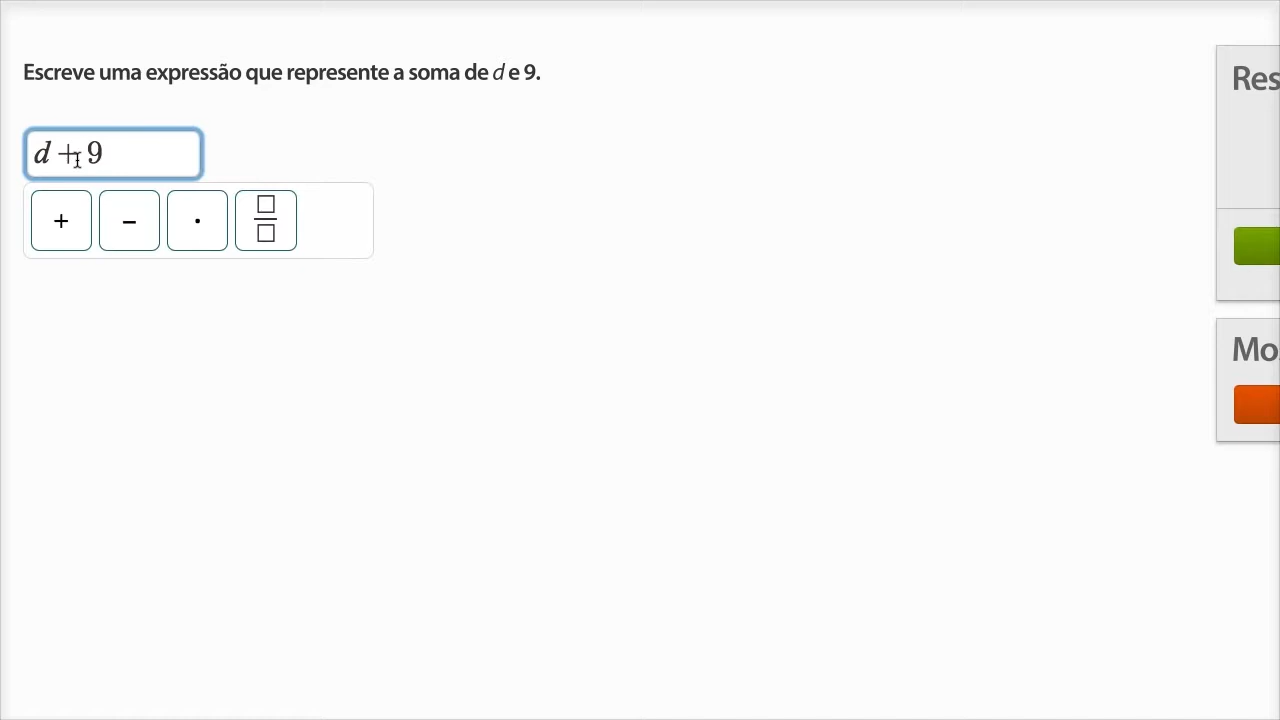 Escreve uma expressão que represente a soma de d e 9.
d + 9
+ − ·
Res
Mo